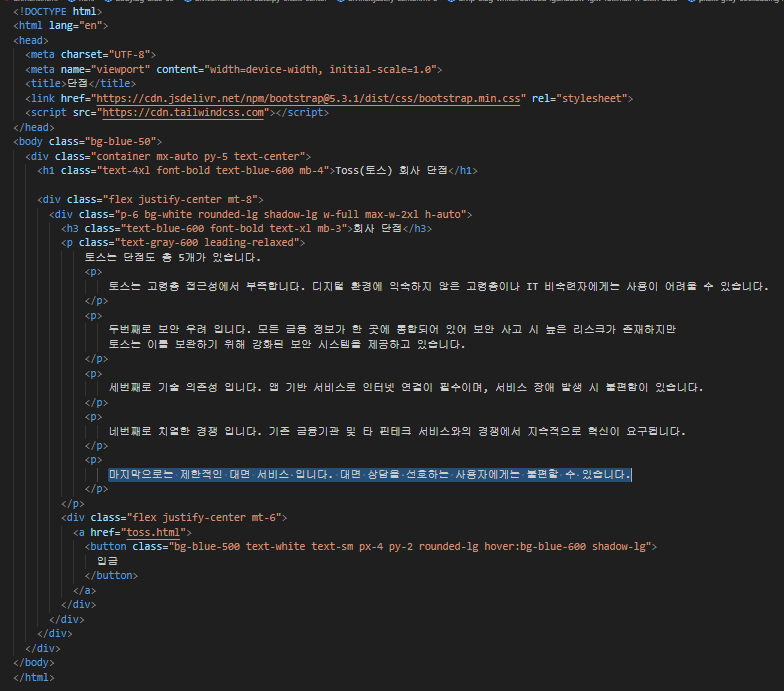 <!DOCTYPE html>
<html lang="en">
<head>
<meta charset="UTF-8">
<meta name="viewport" content="width=device-width, initial-scale=1.0">
<title>단점</title>
<link href="https://cdn.jsdelivr.net/npm/bootstrap@5.3.1/dist/css/bootstrap.min.css" rel="stylesheet">
<script src="https://cdn.tailwindcss.com"></script>
</head>
<body class="bg-blue-50">
<div class="container mx-auto py-5 text-center">
<h1 class="text-4xl font-bold text-blue-600 mb-4">Toss(토스) 회사 단점</h1>
<div class="flex justify-center mt-8">
<div class="p-6 bg-white rounded-lg shadow-lg w-full max-w-2xl h-auto">
<h3 class="text-blue-600 font-bold text-xl mb-3">회사 단점</h3>
<p class="text-gray-600 leading-relaxed">
토스는 단점도 총 5개가 있습니다.
<p>
토스는 고령층 접근성에서 부족합니다. 디지털 환경에 익숙하지 않은 고령층이나 IT 비숙련자에게는 사용이 어려울 수 있습니다.
</p>
<p>
두번째로 보안 우려 입니다. 모든 금융 정보가 한 곳에 통합되어 있어 보안 사고 시 높은 리스크가 존재하지만
토스는 이를 보완하기 위해 강화된 보안 시스템을 제공하고 있습니다.
</p>
<p>
세번째로 기술 의존성 입니다. 앱 기반 서비스로 인터넷 연결이 필수이며, 서비스 장애 발생 시 불편함이 있습니다.
</p>
<p>
네번째로 치열한 경쟁 입니다. 기존 금융기관 및 타 핀테크 서비스와의 경쟁에서 지속적으로 혁신이 요구됩니다.
</p>
<p>
마지막으로는 제한적인 대면 서비스 입니다. 대면 상담을 선호하는 사용자에게는 불편할 수 있습니다.
</p>
</p>
<div class="flex justify-center mt-6">
<a href="toss.html">
<button class="bg-blue-500 text-white text-sm px-4 py-2 rounded-lg hover:bg-blue-600 shadow-lg">
입금
</button>
</a>
</div>
</div>
</div>
</div>
</body>
</html>